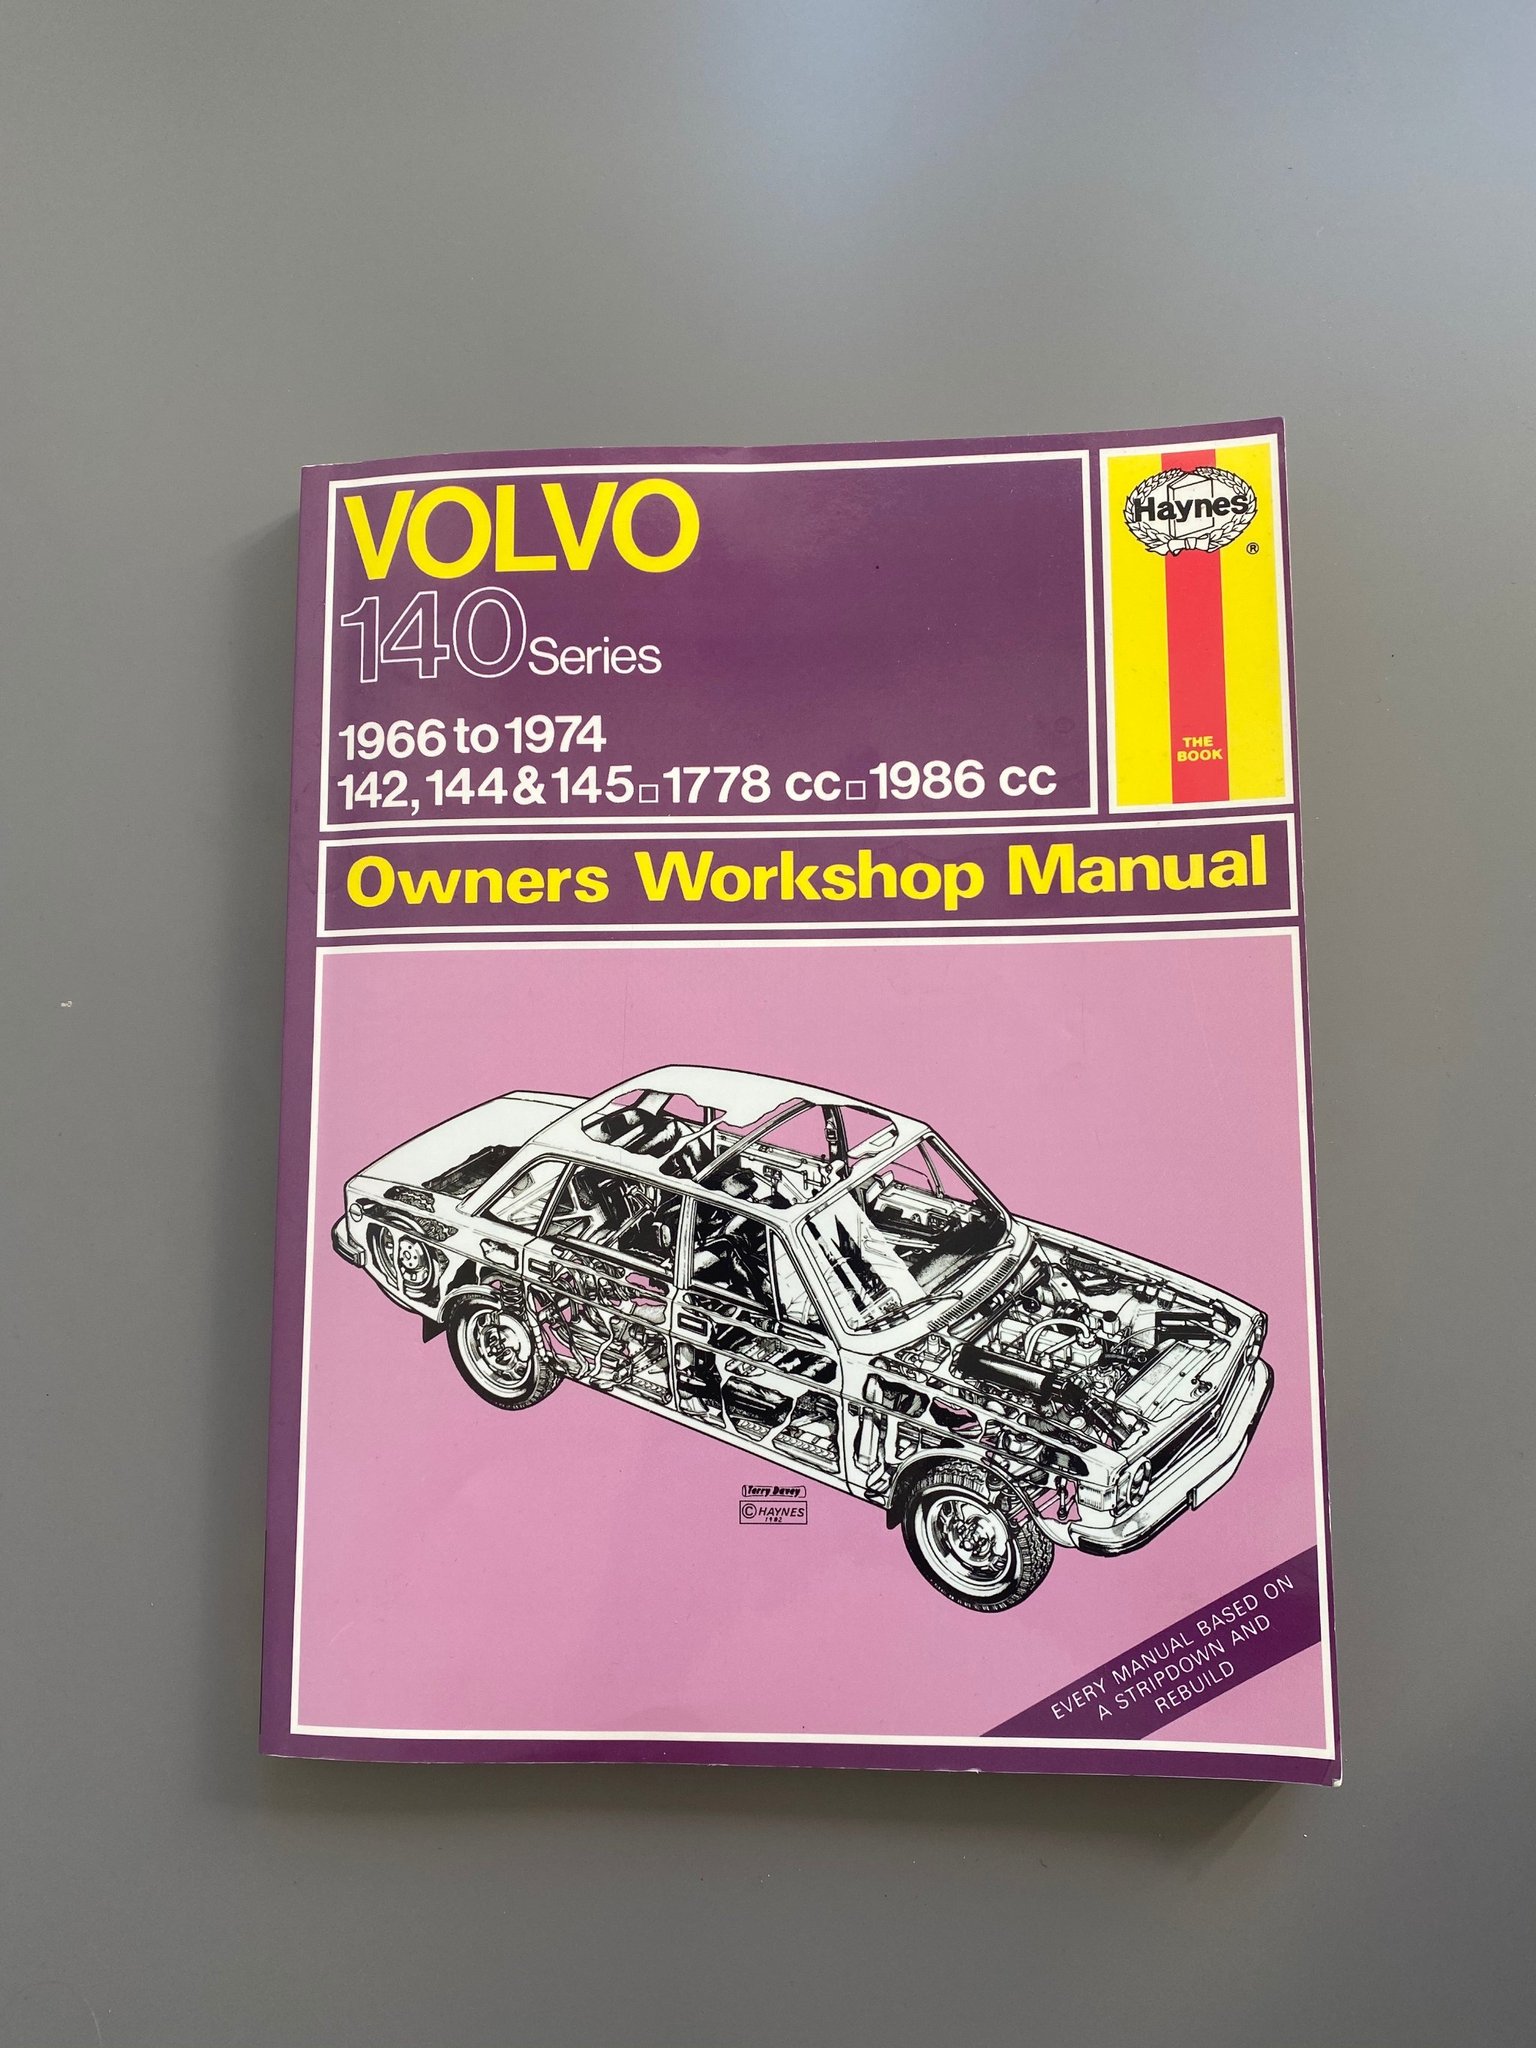 VOLVO
140 Series
1966 to 1974
142, 144 & 145□1778 cc□1986 cc
Haynes
®
THE
BOOK
Owners Workshop Manual
Terry Davey
© HAYNES
1982
EVERY MANUAL BASED ON
A STRIPDOWN AND
REBUILD